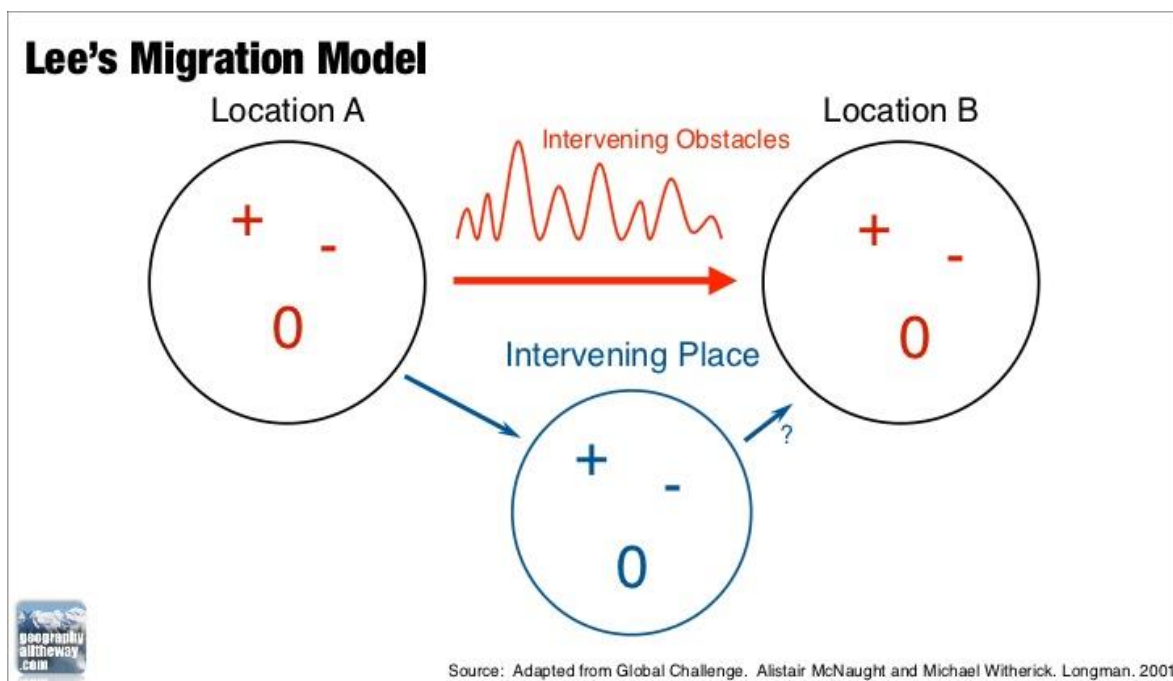 Lee's Migration Model
Location A
Location B
Intervening Obstacles
+
-
0
+
-
0
Intervening Place
?
+
-
0
geography
alltheway
.com
Source: Adapted from Global Challenge. Alistair McNaught and Michael Witherick. Longman. 2001